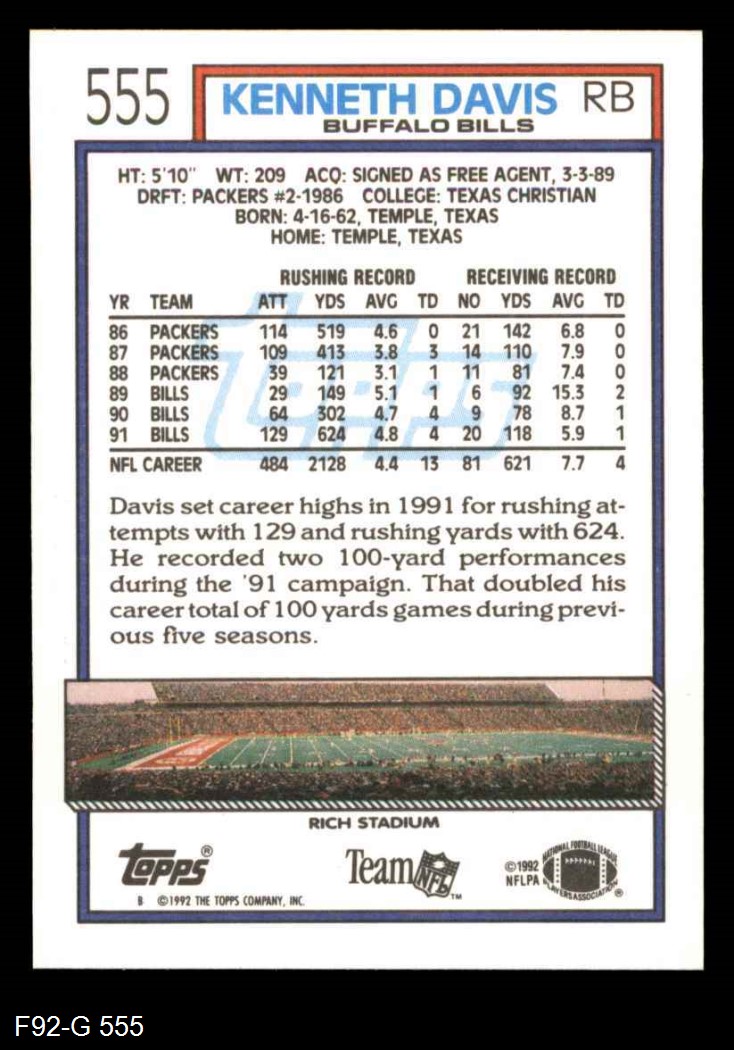 555 KENNETH DAVIS RB
BUFFALO BILLS
HT: 5'10" WT: 209 ACQ: SIGNED AS FREE AGENT, 3-3-89
DRFT: PACKERS #2-1986 COLLEGE: TEXAS CHRISTIAN
BORN: 4-16-62, TEMPLE, TEXAS
HOME: TEMPLE, TEXAS
RUSHING RECORD RECEIVING RECORD
YR TEAM ATT YDS AVG TD NO YDS AVG TD
86 PACKERS 114 519 4.6 0 21 142 6.8 0
87 PACKERS 109 413 3.8 3 14 110 7.9 0
88 PACKERS 39 121 3.1 1 11 81 7.4 0
89 BILLS 29 149 5.1 1 6 92 15.3 2
90 BILLS 64 302 4.7 4 9 78 8.7 1
91 BILLS 129 624 4.8 4 20 118 5.9 1
NFL CAREER 484 2128 4.4 13 81 621 7.7 4
topps
Davis set career highs in 1991 for rushing at-
tempts with 129 and rushing yards with 624.
He recorded two 100-yard performances
during the '91 campaign. That doubled his
career total of 100 yards games during previ-
ous five seasons.
RICH STADIUM
topps®
Team NFL™
©1992
NFLPA
NATIONAL FOOTBALL LEAGUE
PLAYERS ASSOCIATION®
B ©1992 THE TOPPS COMPANY, INC.
F92-G 555